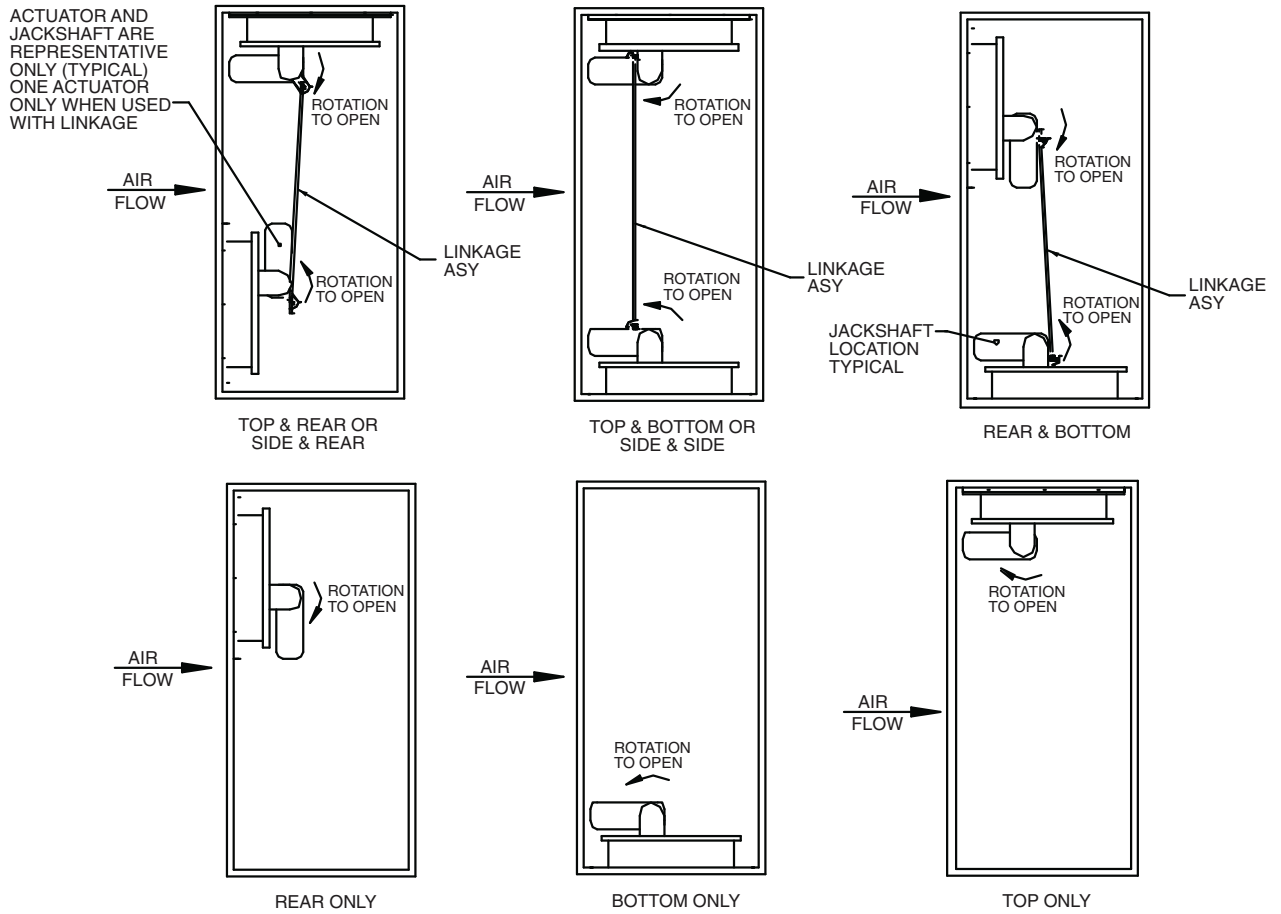 ACTUATOR AND
JACKSHAFT ARE
REPRESENTATIVE
ONLY (TYPICAL)
ONE ACTUATOR
ONLY WHEN USED
WITH LINKAGE
ROTATION
TO OPEN
AIR
FLOW
LINKAGE
ASY
ROTATION
TO OPEN
TOP & REAR OR
SIDE & REAR
ROTATION
TO OPEN
AIR
FLOW
LINKAGE
ASY
ROTATION
TO OPEN
TOP & BOTTOM OR
SIDE & SIDE
ROTATION
TO OPEN
AIR
FLOW
LINKAGE
ASY
ROTATION
TO OPEN
JACKSHAFT
LOCATION
TYPICAL
REAR & BOTTOM
ROTATION
TO OPEN
AIR
FLOW
REAR ONLY
AIR
FLOW
ROTATION
TO OPEN
BOTTOM ONLY
ROTATION
TO OPEN
AIR
FLOW
TOP ONLY